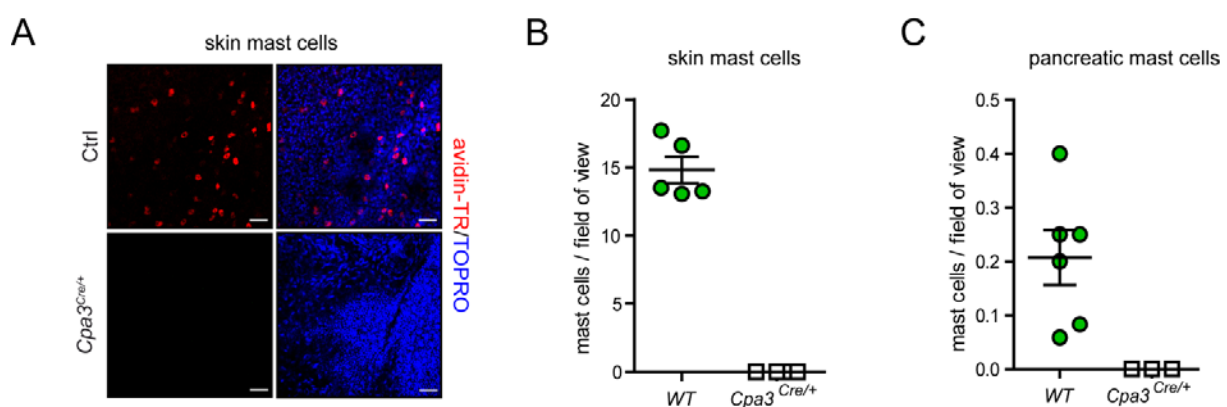 A
skin mast cells
Ctrl
Cpa3Cre/+
avidin-TR/TOPRO
B
skin mast cells
mast cells / field of view
20
15
10
5
0
WT
Cpa3 Cre/+
C
pancreatic mast cells
mast cells / field of view
0.5
0.4
0.3
0.2
0.1
0.0
WT
Cpa3 Cre/+